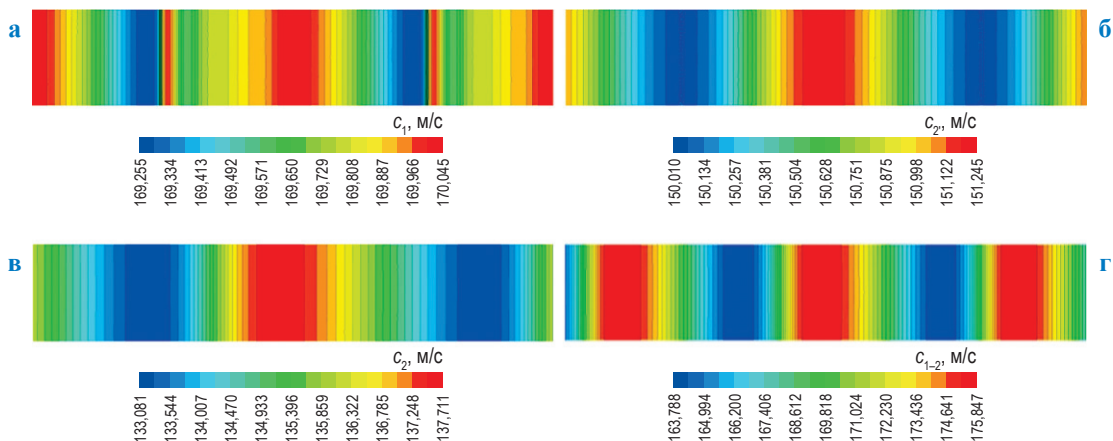 а
б
c1, м/с
169,255 169,334 169,413 169,492 169,571 169,650 169,729 169,808 169,887 169,966 170,045
c2', м/с
150,010 150,134 150,257 150,381 150,504 150,628 150,751 150,875 150,998 151,122 151,245
в
г
c2, м/с
133,081 133,544 134,007 134,470 134,933 135,396 135,859 136,322 136,785 137,248 137,711
c1–2, м/с
163,788 164,994 166,200 167,406 168,612 169,818 171,024 172,230 173,436 174,641 175,847